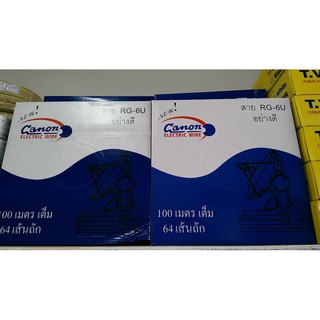 NEW!
Canon
ELECTRIC WIRE
สาย RG-6U
อย่างดี
100 เมตร เต็ม
64 เส้นถัก
NEW!
Canon
ELECTRIC WIRE
สาย RG-6U
อย่างดี
100 เมตร เต็ม
64 เส้นถัก